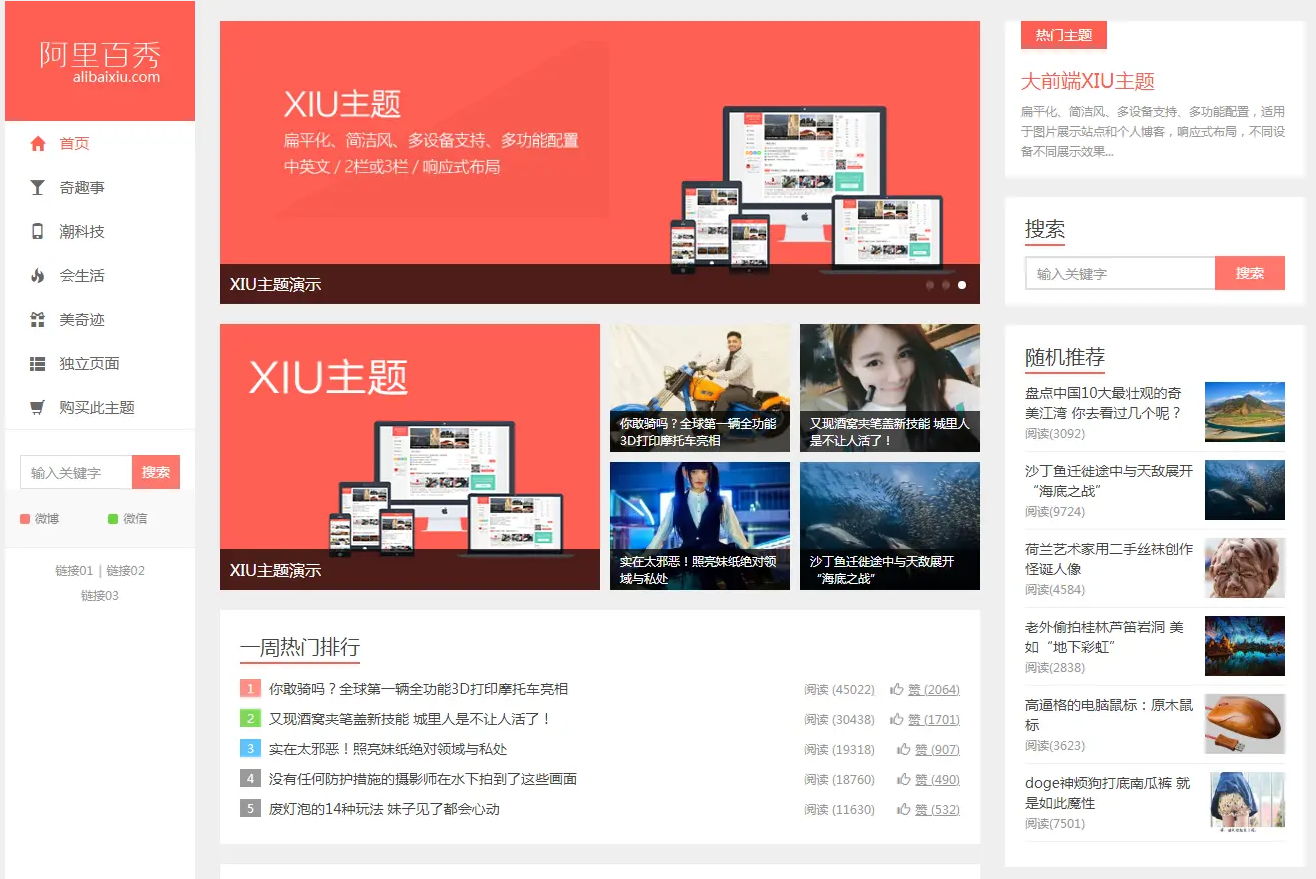 阿里百秀
alibaixiu.com
首页
奇趣事
潮科技
会生活
美奇迹
独立页面
购买此主题
输入关键字
搜索
微博
微信
链接01 | 链接02
链接03
XIU主题
扁平化、简洁风、多设备支持、多功能配置
中英文 / 2栏或3栏 / 响应式布局
XIU主题演示
XIU主题
XIU主题演示
你敢骑吗?全球第一辆全功能
3D打印摩托车亮相
又现酒窝夹笔盖新技能 城里人
是不让人活了!
实在太邪恶!照亮妹纸绝对领
域与私处
沙丁鱼迁徙途中与天敌展开
“海底之战”
一周热门排行
1 你敢骑吗?全球第一辆全功能3D打印摩托车亮相 阅读 (45022) 赞 (2064)
2 又现酒窝夹笔盖新技能 城里人是不让人活了! 阅读 (30438) 赞 (1701)
3 实在太邪恶!照亮妹纸绝对领域与私处 阅读 (19318) 赞 (907)
4 没有任何防护措施的摄影师在水下拍到了这些画面 阅读 (18760) 赞 (490)
5 废灯泡的14种玩法 妹子见了都会心动 阅读 (11630) 赞 (532)
热门主题
大前端XIU主题
扁平化、简洁风、多设备支持、多功能配置,适用
于图片展示站点和个人博客,响应式布局,不同设
备不同展示效果...
搜索
输入关键字
搜索
随机推荐
盘点中国10大最壮观的奇
美江湾 你去看过几个呢?
阅读(3092)
沙丁鱼迁徙途中与天敌展开
“海底之战”
阅读(9724)
荷兰艺术家用二手丝袜创作
怪诞人像
阅读(4584)
老外偷拍桂林芦笛岩洞 美
如“地下彩虹”
阅读(2838)
高逼格的电脑鼠标:原木鼠
标
阅读(3623)
doge神烦狗打底南瓜裤 就
是如此魔性
阅读(7501)